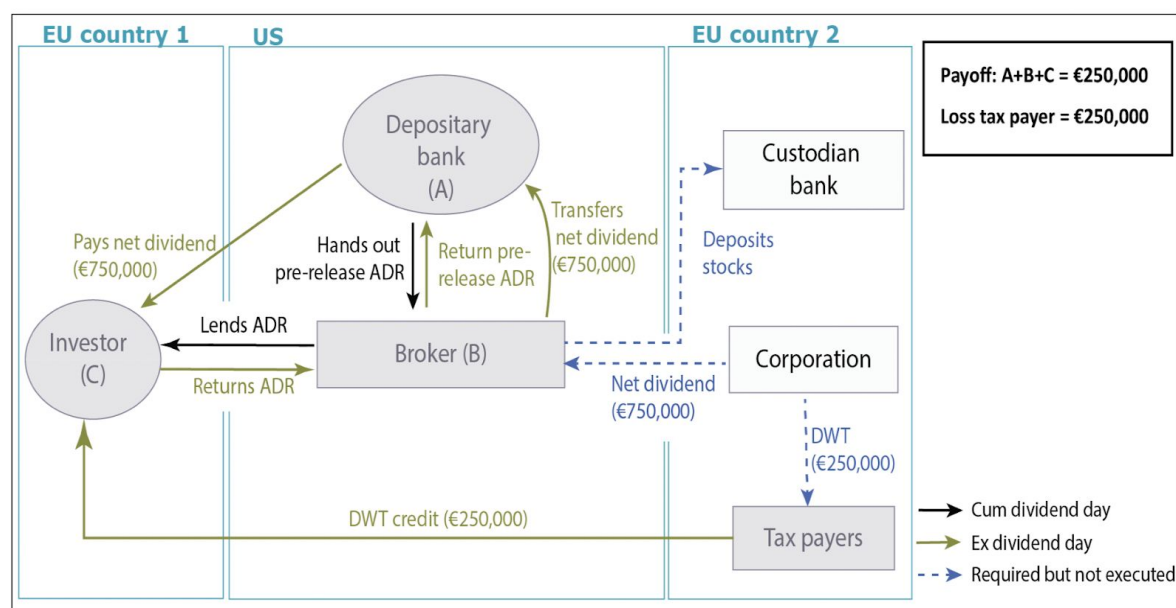 EU country 1
US
EU country 2
Payoff: A+B+C = €250,000
Loss tax payer = €250,000
Depositary
bank
(A)
Custodian
bank
Pays net dividend
(€750,000)
Hands out
pre-release ADR
Return pre-
release ADR
Transfers
net dividend
(€750,000)
Deposits
stocks
Investor
(C)
Lends ADR
Returns ADR
Broker (B)
Net dividend
(€750,000)
Corporation
DWT
(€250,000)
DWT credit (€250,000)
Tax payers
Cum dividend day
Ex dividend day
Required but not executed